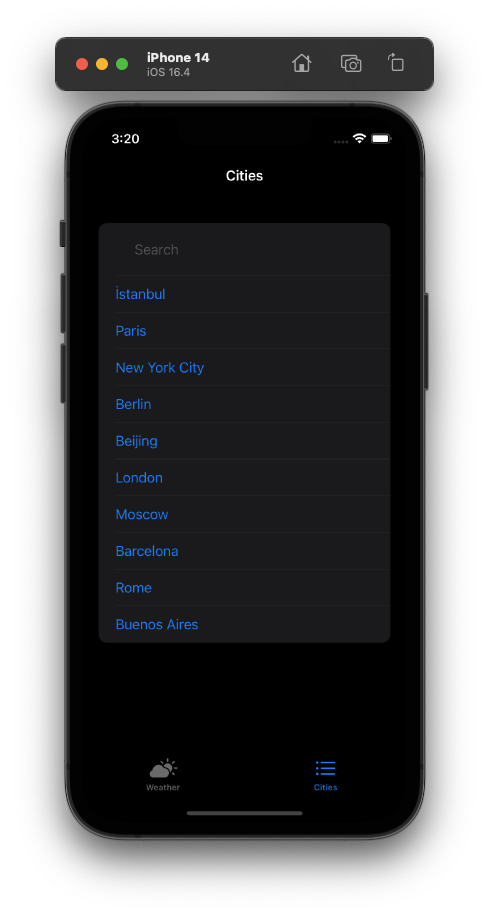 iPhone 14
iOS 16.4
3:20
Cities
Search
İstanbul
Paris
New York City
Berlin
Beijing
London
Moscow
Barcelona
Rome
Buenos Aires
Weather
Cities